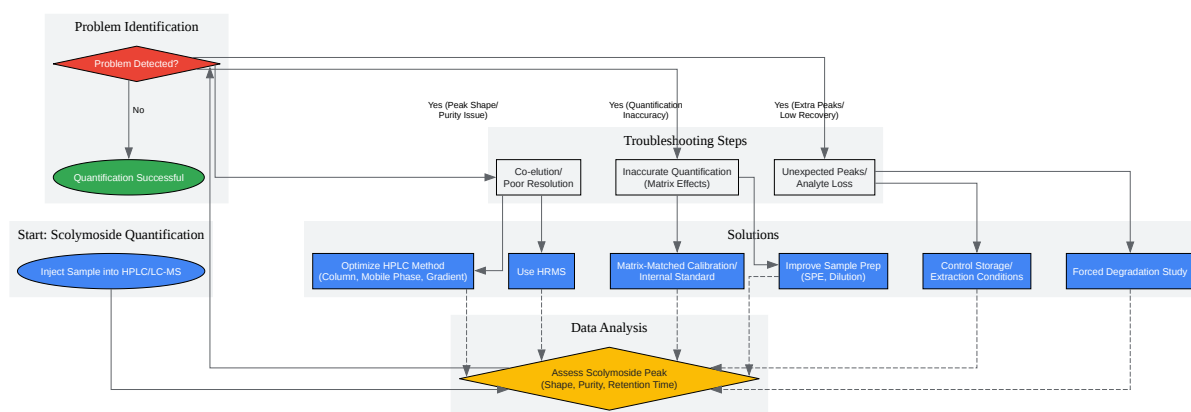 Problem Identification
Problem Detected?
No
Yes (Peak Shape/
Purity Issue)
Yes (Quantification
Inaccuracy)
Yes (Extra Peaks/
Low Recovery)
Troubleshooting Steps
Quantification Successful
Co-elution/
Poor Resolution
Inaccurate Quantification
(Matrix Effects)
Unexpected Peaks/
Analyte Loss
Start: Scolymoside Quantification
Inject Sample into HPLC/LC-MS
Solutions
Optimize HPLC Method
(Column, Mobile Phase, Gradient)
Use HRMS
Matrix-Matched Calibration/
Internal Standard
Improve Sample Prep
(SPE, Dilution)
Control Storage/
Extraction Conditions
Forced Degradation Study
Data Analysis
Assess Scolymoside Peak
(Shape, Purity, Retention Time)